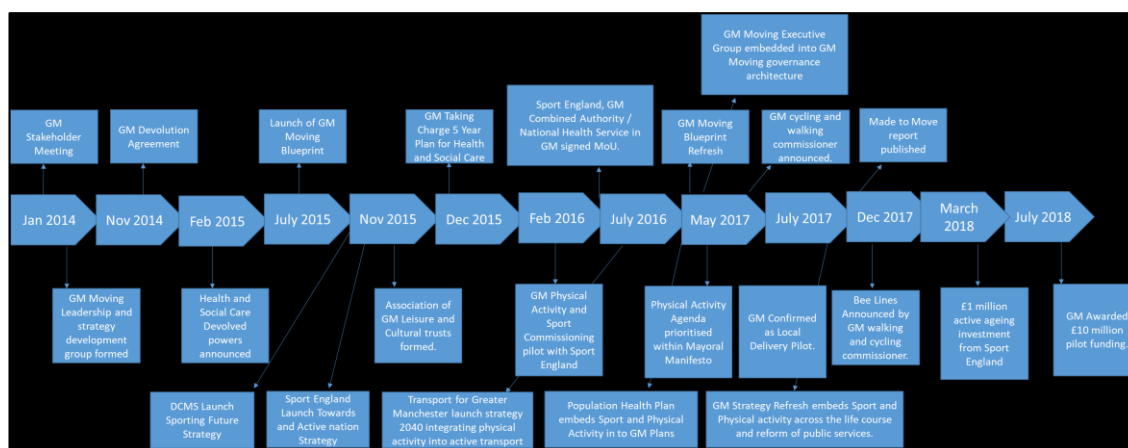 GM Moving Executive
Group embedded into GM
Moving governance
architecture
GM
Stakeholder
Meeting
GM Devolution
Agreement
Launch of GM
Moving
Blueprint
GM Taking
Charge 5 Year
Plan for Health
and Social Care
Sport England, GM
Combined Authority /
National Health Service in
GM signed MoU.
GM Moving
Blueprint
Refresh
GM cycling and
walking
commissioner
announced.
Made to Move
report
published
Jan 2014
Nov 2014
Feb 2015
July 2015
Nov 2015
Dec 2015
Feb 2016
July 2016
May 2017
July 2017
Dec 2017
March
2018
July 2018
GM Moving
Leadership and
strategy
development
group formed
Health and
Social Care
Devolved
powers
announced
Association of
GM Leisure and
Cultural trusts
formed.
GM Physical
Activity and
Sport
Commissioning
pilot with Sport
England
Physical Activity
Agenda
prioritised
within Mayoral
Manifesto
GM Confirmed
as Local
Delivery Pilot.
Bee Lines
Announced by
GM walking
and cycling
commissioner.
£1 million
active ageing
investment
from Sport
England
GM Awarded
£10 million
pilot funding.
DCMS Launch
Sporting Future
Strategy
Sport England
Launch Towards
and Active nation
Strategy
Transport for Greater
Manchester launch strategy
2040 integrating physical
activity into active transport
Population Health Plan
embeds Sport and Physical
Activity in to GM Plans
GM Strategy Refresh embeds Sport and
Physical activity across the life course
and reform of public services.